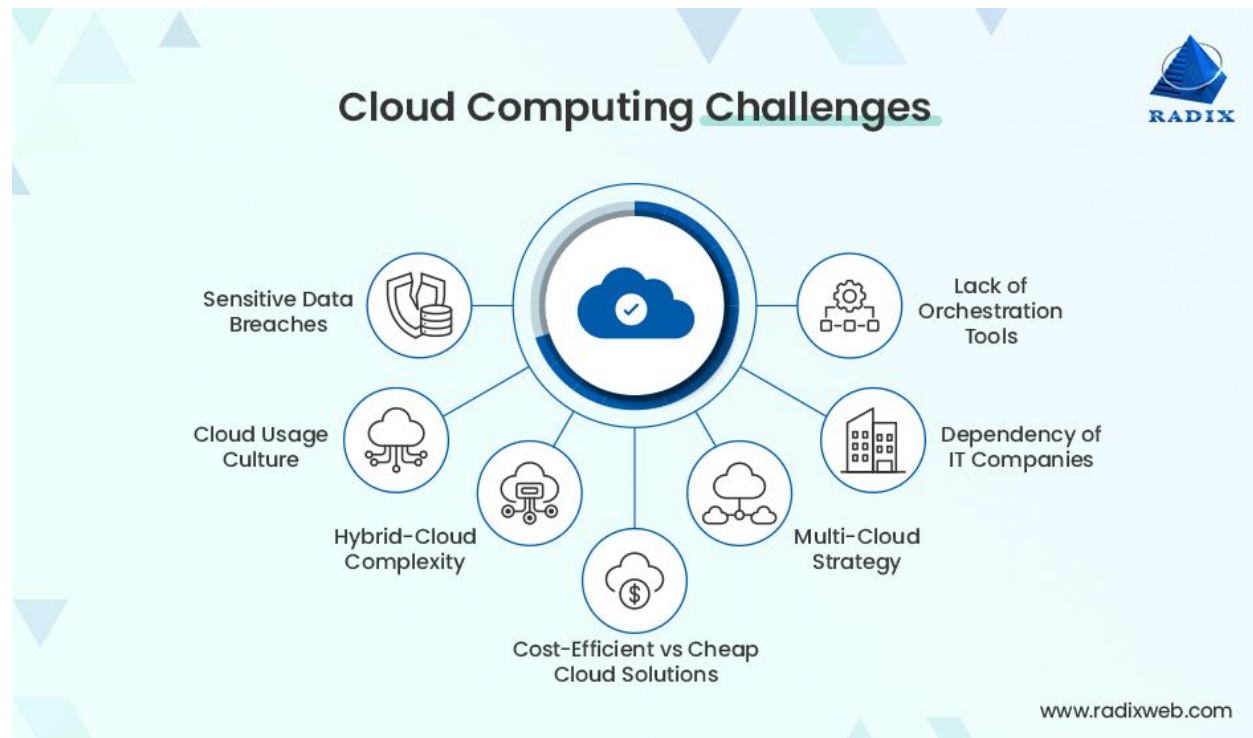 Cloud Computing Challenges
RADIX
Sensitive Data
Breaches
Cloud Usage
Culture
Hybrid-Cloud
Complexity
Cost-Efficient vs Cheap
Cloud Solutions
$
Multi-Cloud
Strategy
Dependency of
IT Companies
Lack of
Orchestration
Tools
www.radixweb.com